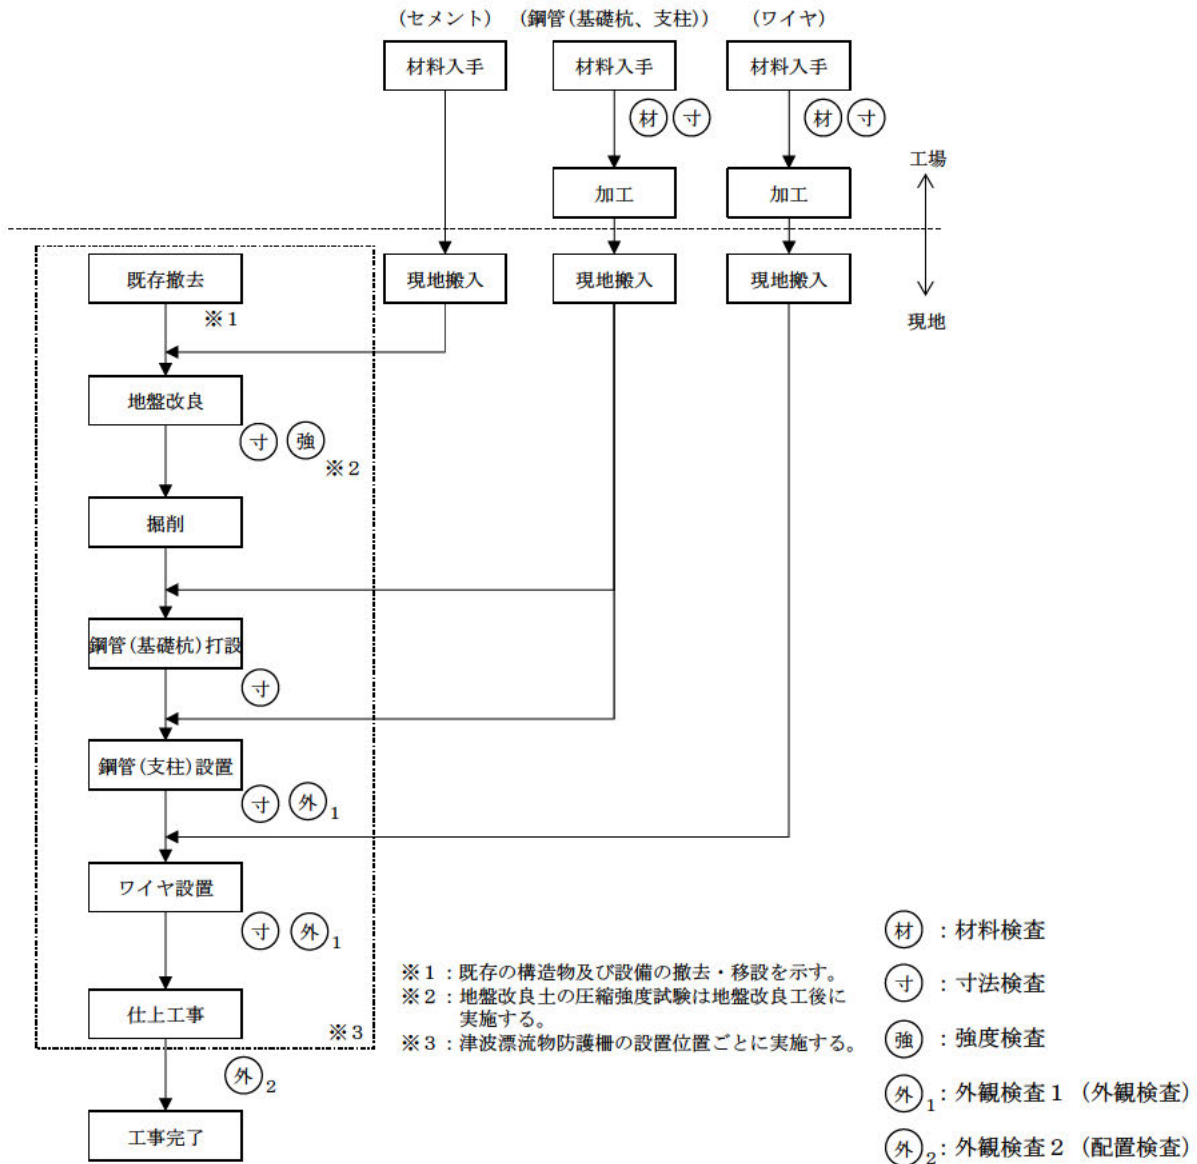 (セメント) (鋼管(基礎杭、支柱)) (ワイヤ)
材料入手 材料入手 材料入手
材 寸 材 寸
工場
加工 加工
既存撤去 現地搬入 現地搬入 現地搬入
※1 現地
地盤改良
寸 強
※2
掘削
鋼管(基礎杭)打設
寸
鋼管(支柱)設置
寸 外1
ワイヤ設置
寸 外1
仕上工事
※3
外2
工事完了
※1：既存の構造物及び設備の撤去・移設を示す。
※2：地盤改良土の圧縮強度試験は地盤改良工後に
実施する。
※3：津波漂流物防護柵の設置位置ごとに実施する。
材：材料検査
寸：寸法検査
強：強度検査
外1：外観検査1 (外観検査)
外2：外観検査2 (配置検査)